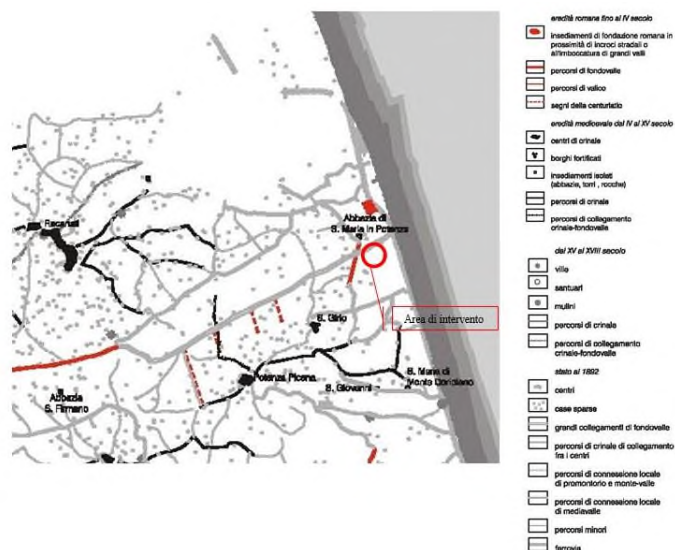 Recanati
Abbazia di
S. Maria in Potenza
Area di intervento
S. Girio
Potenza Picena
S. Giovanni
S. Maria di
Monte Coriolano
Abbazia
S. Firmano
eredità romana fino al IV secolo
insediamenti di fondazione romana in
prossimità di incroci stradali o
all'imboccatura di grandi valli
percorsi di fondovalle
percorsi di valico
segni della centuriatio
eredità medioevale dal IV al XV secolo
centri di crinale
borghi fortificati
insediamenti isolati
(abbazie, torri, rocche)
percorsi di crinale
percorsi di collegamento
crinale-fondovalle
dal XV al XVIII secolo
ville
santuari
mulini
percorsi di crinale
percorsi di collegamento
crinale-fondovalle
stato al 1892
centri
case sparse
grandi collegamenti di fondovalle
percorsi di crinale di collegamento
fra i centri
percorsi di connessione locale
di promontorio e monte-valle
percorsi di connessione locale
di mediavalle
percorsi minori
ferrovia